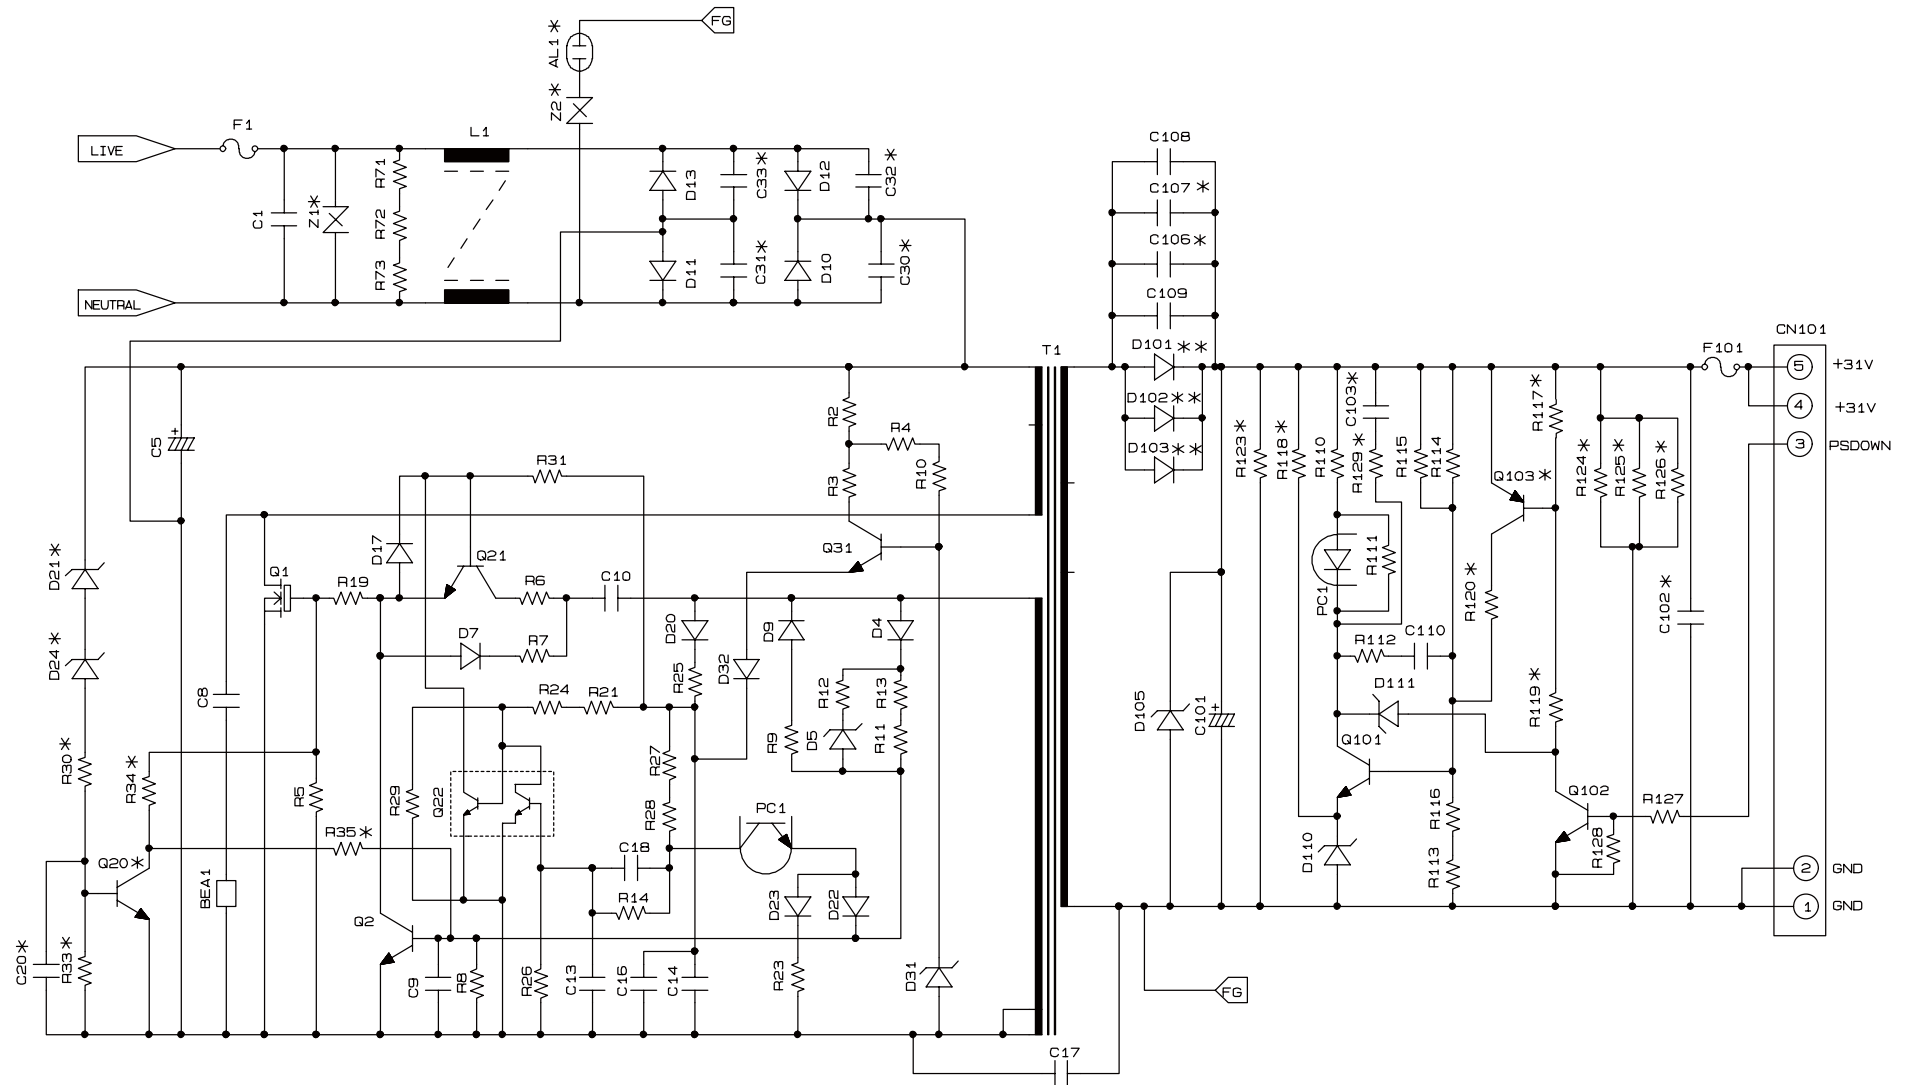 FG
AL1*
Z2*
F1
L1
LIVE
C108
R71
D13
C33*
D12
C32*
C107*
C1
Z1*
R72
C106*
R73
D11
C31*
D10
C30*
C109
NEUTRAL
CN101
D101**
T1
F101
5
+31V
D102**
C103*
R117*
4
+31V
R2
R4
D103**
C5
R123*
R118*
R110
R129*
R115
R114
R124*
R125*
R126*
3
PSDOWN
R31
R3
R10
Q103*
D21*
D17
Q21
Q31
R111
Q1
R19
R6
C10
PC1
R120*
C102*
D7
R7
D20
D9
D4
R112
C110
D24*
R25
D32
C8
R24
R21
R12
R13
D111
D105
C101
R119*
R9
D5
R11
Q101
R30*
R34*
R5
R29
Q22
R27
Q102
R127
R28
PC1
R116
R35*
D110
R128
Q20*
C18
R113
2
GND
BEA1
R14
D23
D22
1
GND
Q2
C20*
R33*
C9
R8
R26
C13
C16
C14
R23
D31
FG
C17